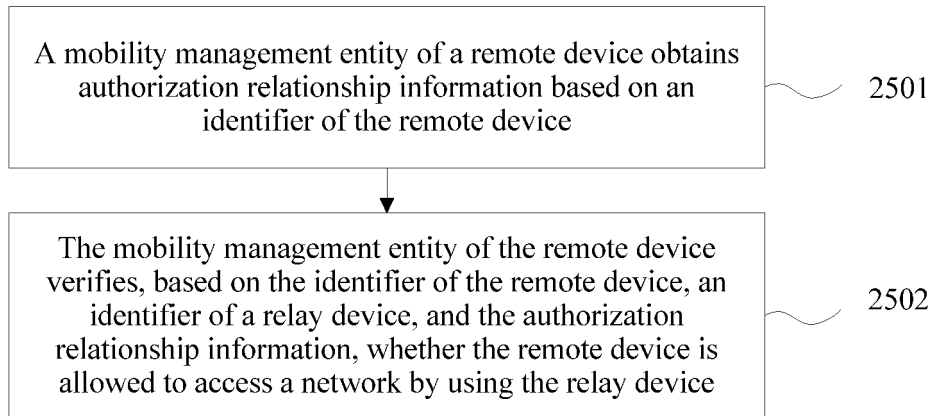 A mobility management entity of a remote device obtains
authorization relationship information based on an
identifier of the remote device
2501
The mobility management entity of the remote device
verifies, based on the identifier of the remote device, an
identifier of a relay device, and the authorization
relationship information, whether the remote device is
allowed to access a network by using the relay device
2502